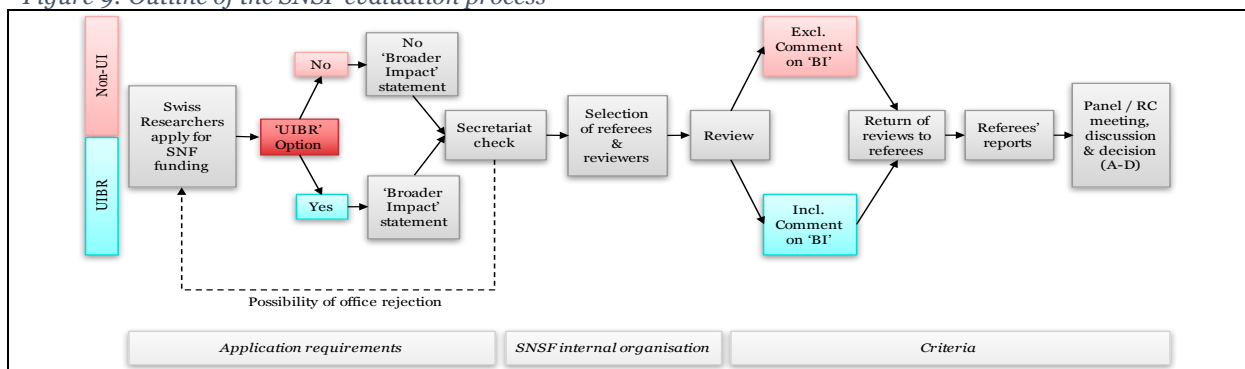 Figure 9: Outline of the SNSF evaluation process
Non-UI
UIBR
Swiss
Researchers
apply for
SNF
funding
'UIBR'
Option
No
Yes
No
'Broader
Impact'
statement
'Broader
Impact'
statement
Secretariat
check
Possibility of office rejection
Selection
of referees
&
reviewers
Review
Excl.
Comment
on 'BI'
Incl.
Comment
on 'BI'
Return of
reviews to
referees
Referees'
reports
Panel / RC
meeting,
discussion
& decision
(A-D)
Application requirements
SNSF internal organisation
Criteria